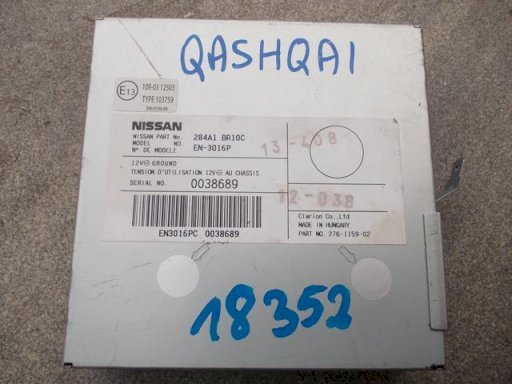 QASHQAI
E13
10R-03 12503
TYPE 103759
NISSAN
NISSAN PART No. 284A1 BR10C
MODEL NO
N° DE MODELE. EN-3016P
13-408
12V⊖ GROUND
TENSION D'UTILISATION 12V⊖ AU CHASSIS
SERIAL NO. 0038689
12-038
EN3016PC 0038689
Clarion Co.,Ltd
MADE IN HUNGARY
PART NO. 276-1159-02
18352